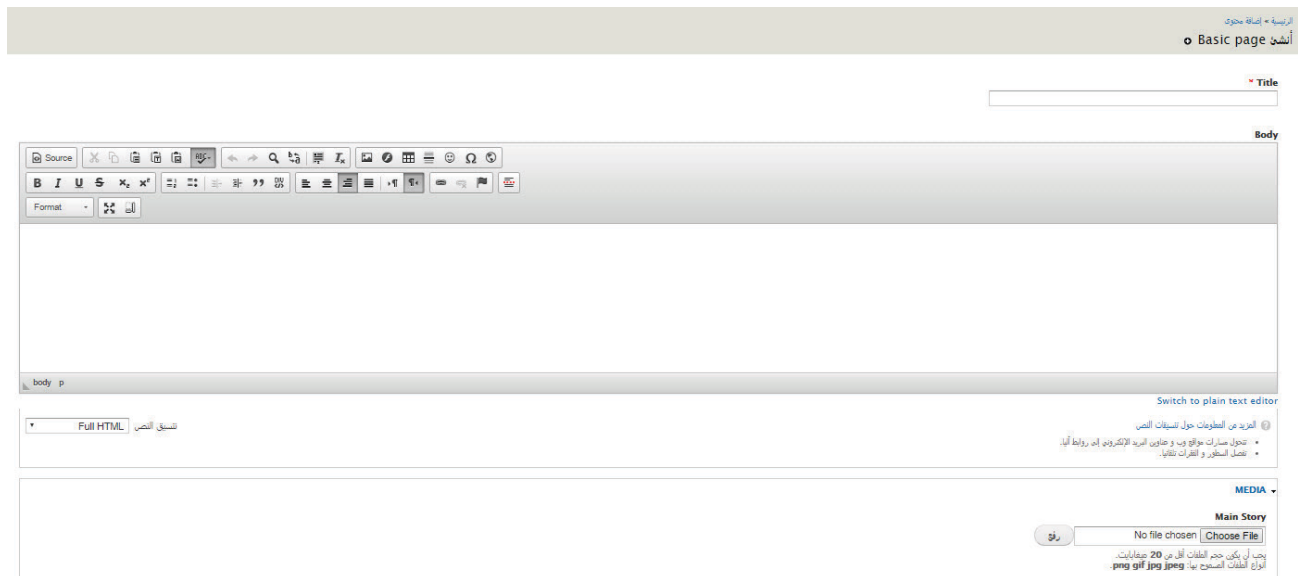 الرئيسية » إضافة محتوى
أنشئ Basic page
Title *
Body
Source
Format
body p
Switch to plain text editor
المزيد من المعلومات حول تنسيقات النص
تنسيق النص Full HTML
تتحول مسارات مواقع وب و عناوين البريد الإلكتروني إلى روابط آليا.
تفصل السطور و الفقرات تلقائيا.
MEDIA
Main Story
Choose File No file chosen رفع
يجب أن يكون حجم الملفات أقل من 20 ميغابايت.
أنواع الملفات المسموح بها: png gif jpg jpeg.